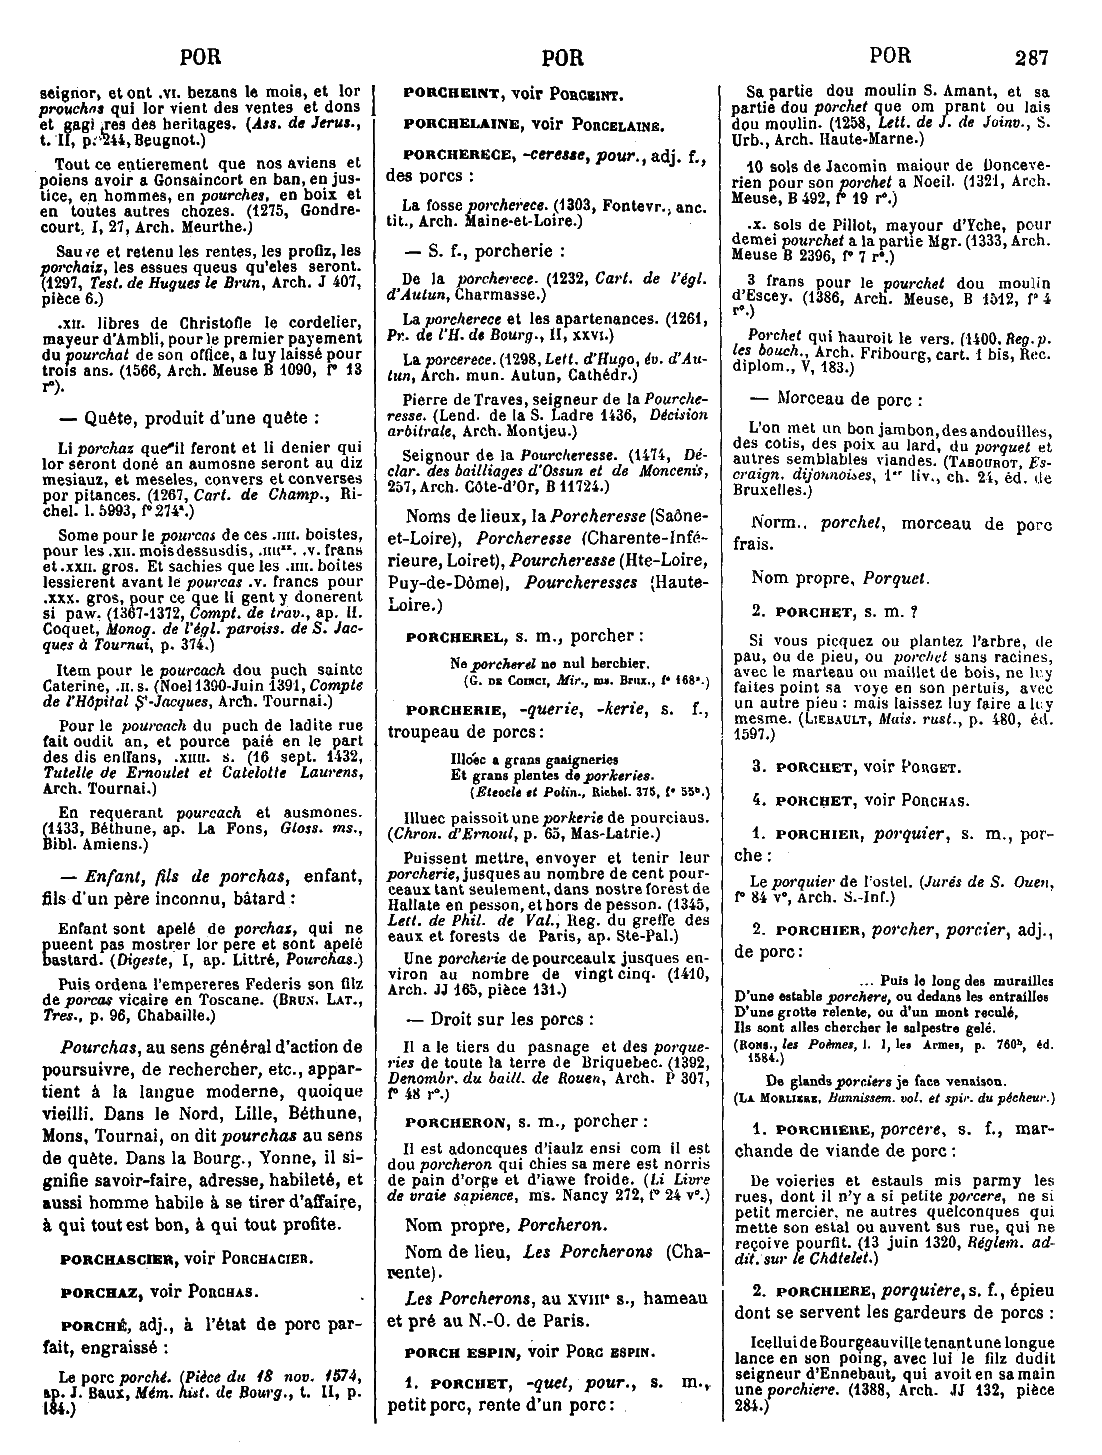 POR
POR
POR 287
seignor, et ont .VI. bezans le mois, et lor
prouchas qui lor vient des ventes et dons
et gagieres des heritages. (Ass. de Jerus.,
t. II, p. 244, Beugnot.)
Tout ce entierement que nos aviens et
poiens avoir a Gonsaincort en ban, en jus-
tice, en hommes, en pourches, en boix et
en toutes autres chozes. (1275, Gondre-
court, I, 27, Arch. Meurthe.)
Sauve et retenu les rentes, les profiz, les
porchaiz, les essues queus qu'eles seront.
(1297, Test. de Hugues le Brun, Arch. J 407,
pièce 6.)
.XII. libres de Christofle le cordelier,
mayeur d'Ambli, pour le premier payement
du pourchat de son office, a luy laissé pour
trois ans. (1566, Arch. Meuse B 1090, f° 13
r°).
— Quête, produit d'une quête :
Li porchaz que il feront et li denier qui
lor seront doné an aumosne seront au diz
mesiauz, et meseles, convers et converses
por pitances. (1267, Cart. de Champ., Ri-
chel. l. 5993, f° 274ª.)
Some pour le pourcas de ces .IIII. boistes,
pour les .XII. mois dessusdis, .IIIIxx. .V. frans
et .XXII. gros. Et sachies que les .IIII. boites
lessierent avant le pourcas .V. francs pour
.XXX. gros, pour ce que li gent y donerent
si paw. (1367-1372, Compt. de trav., ap. H.
Coquet, Monog. de l'égl. paroiss. de S. Jac-
ques à Tournai, p. 374.)
Item pour le pourcach dou puch sainte
Caterine, .II. s. (Noel 1390-Juin 1391, Compte
de l'Hôpital St-Jacques, Arch. Tournai.)
Pour le pourcach du puch de ladite rue
fait oudit an, et pource paié en le part
des dis enffans, .XIIII. s. (16 sept. 1432,
Tutelle de Ernoulet et Catelotte Laurens,
Arch. Tournai.)
En requerant pourcach et ausmones.
(1433, Béthune, ap. La Fons, Gloss. ms.,
Bibl. Amiens.)
— Enfant, fils de porchas, enfant,
fils d'un père inconnu, bâtard :
Enfant sont apelé de porchas, qui ne
pueent pas mostrer lor pere et sont apelé
bastard. (Digeste, I, ap. Littré, Pourchas.)
Puis ordena l'empereres Federis son filz
de porcas vicaire en Toscane. (BRUN. LAT.,
Tres., p. 96, Chabaille.)
Pourchas, au sens général d'action de
poursuivre, de rechercher, etc., appar-
tient à la langue moderne, quoique
vieilli. Dans le Nord, Lille, Béthune,
Mons, Tournai, on dit pourchas au sens
de quête. Dans la Bourg., Yonne, il si-
gnifie savoir-faire, adresse, habileté, et
aussi homme habile à se tirer d'affaire,
à qui tout est bon, à qui tout profite.
PORCHASCIER, voir PORCHACIER.
PORCHAZ, voir PORCHAS.
PORCHÉ, adj., à l'état de porc par-
fait, engraissé :
Le porc porché. (Pièce du 18 nov. 1574,
ap. J. Baux, Mém. hist. de Bourg., t. II, p.
184.)
PORCHEINT, voir PORCEINT.
PORCHELAINE, voir PORCELAINE.
PORCHERECE, -ceresse, pour., adj. f.,
des porcs :
La fosse porcherece. (1303, Fontevr., anc.
tit., Arch. Maine-et-Loire.)
— S. f., porcherie :
De la porcherece. (1232, Cart. de l'égl.
d'Autun, Charmasse.)
La porcherece et les apartenances. (1261,
Pr. de l'H. de Bourg., II, XXVI.)
La porcerece. (1298, Lett. d'Hugo, év. d'Au-
tun, Arch. mun. Autun, Cathédr.)
Pierre de Traves, seigneur de la Pourche-
resse. (Lend. de la S. Ladre 1436, Décision
arbitrale, Arch. Montjeu.)
Seignour de la Pourcheresse. (1474, Dé-
clar. des bailliages d'Ossun et de Moncenis,
257, Arch. Côte-d'Or, B 11724.)
Noms de lieux, la Porcheresse (Saône-
et-Loire), Porcheresse (Charente-Infé-
rieure, Loiret), Pourcheresse (Hte-Loire,
Puy-de-Dôme), Pourcheresses (Haute-
Loire.)
PORCHEREL, s. m., porcher :
Ne porcherel ne nul berchier.
(G. DE COINCI, Mir., ms. Brux., f° 168ª.)
PORCHERIE, -querie, -kerie, s. f.,
troupeau de porcs :
Illoec a grans gaaigneries
Et grans plentes de porkeries.
(Eteocle et Polin., Richel. 375, f° 55b.)
Illuec paissoit une porkerie de pourciaus.
(Chron. d'Ernoul, p. 65, Mas-Latrie.)
Puissent mettre, envoyer et tenir leur
porcherie, jusques au nombre de cent pour-
ceaux tant seulement, dans nostre forest de
Hallate en pesson, et hors de pesson. (1345,
Lett. de Phil. de Val., Reg. du greffe des
eaux et forests de Paris, ap. Ste-Pal.)
Une porcherie de pourceaulx jusques en-
viron au nombre de vingt cinq. (1410,
Arch. JJ 165, pièce 131.)
— Droit sur les porcs :
Il a le tiers du pasnage et des porque-
ries de toute la terre de Briquebec. (1392,
Denombr. du baill. de Rouen, Arch. P 307,
f° 48 r°.)
PORCHERON, s. m., porcher :
Il est adoncques d'iaulz ensi com il est
dou porcheron qui chies sa mere est norris
de pain d'orge et d'iawe froide. (Li Livre
de vraie sapience, ms. Nancy 272, f° 24 v°.)
Nom propre, Porcheron.
Nom de lieu, Les Porcherons (Cha-
rente).
Les Porcherons, au XVIIIe s., hameau
et pré au N.-O. de Paris.
PORCH ESPIN, voir PORC ESPIN.
1. PORCHET, -quet, pour., s. m.,
petit porc, rente d'un porc :
Sa partie dou moulin S. Amant, et sa
partie dou porchet que om prant ou lais
dou moulin. (1258, Lett. de J. de Joinv., S.
Urb., Arch. Haute-Marne.)
10 sols de Jacomin maiour de Donceve-
rien pour son porchet a Noeil. (1321, Arch.
Meuse, B 492, f° 19 r°.)
.X. sols de Pillot, mayour d'Yche, pour
demei pourchet a la partie Mgr. (1333, Arch.
Meuse B 2396, f° 7 r°.)
3 frans pour le pourchet dou moulin
d'Escey. (1386, Arch. Meuse, B 1512, f° 4
r°.)
Porchet qui hauroit le vers. (1400. Reg. p.
les bouch., Arch. Fribourg, cart. 1 bis, Rec.
diplom., V, 183.)
— Morceau de porc :
L'on met un bon jambon, des andouilles,
des cotis, des poix au lard, du porquet et
autres semblables viandes. (TABOUROT, Es-
craign. dijonnoises, 1er liv., ch. 24, éd. de
Bruxelles.)
Norm., porchet, morceau de porc
frais.
Nom propre, Porquet.
2. PORCHET, s. m. ?
Si vous picquez ou plantez l'arbre, de
pau, ou de pieu, ou porchet sans racines,
avec le marteau ou maillet de bois, ne luy
faites point sa voye en son pertuis, avec
un autre pieu : mais laissez luy faire a luy
mesme. (LIEBAULT, Mais. rust., p. 480, éd.
1597.)
3. PORCHET, voir PORGET.
4. PORCHET, voir PORCHAS.
1. PORCHIER, porquier, s. m., por-
che :
Le porquier de l'ostel. (Jurés de S. Ouen,
f° 84 v°, Arch. S.-Inf.)
2. PORCHIER, porcher, porcier, adj.,
de porc :
... Puis le long des murailles
D'une estable porchere, ou dedans les entrailles
D'une grotte relente, ou d'un mont reculé,
Ils sont alles chercher le salpestre gelé.
(RONS., les Poèmes, l. 1, les Armes, p. 760b, éd.
1584.)
De glands porciers je face venaison.
(LA MORLIERE, Bannissem. vol. et spir. du pécheur.)
1. PORCHIERE, porcere, s. f., mar-
chande de viande de porc :
De voieries et estauls mis parmy les
rues, dont il n'y a si petite porcere, ne si
petit mercier, ne autres quelconques qui
mette son estal ou auvent sus rue, qui ne
reçoive pourfit. (13 juin 1320, Réglem. ad-
dit. sur le Châtelet.)
2. PORCHIERE, porquiere, s. f., épieu
dont se servent les gardeurs de porcs :
Icellui de Bourgeauville tenant une longue
lance en son poing, avec lui le filz dudit
seigneur d'Ennebaut, qui avoit en sa main
une porchiere. (1388, Arch. JJ 132, pièce
284.)